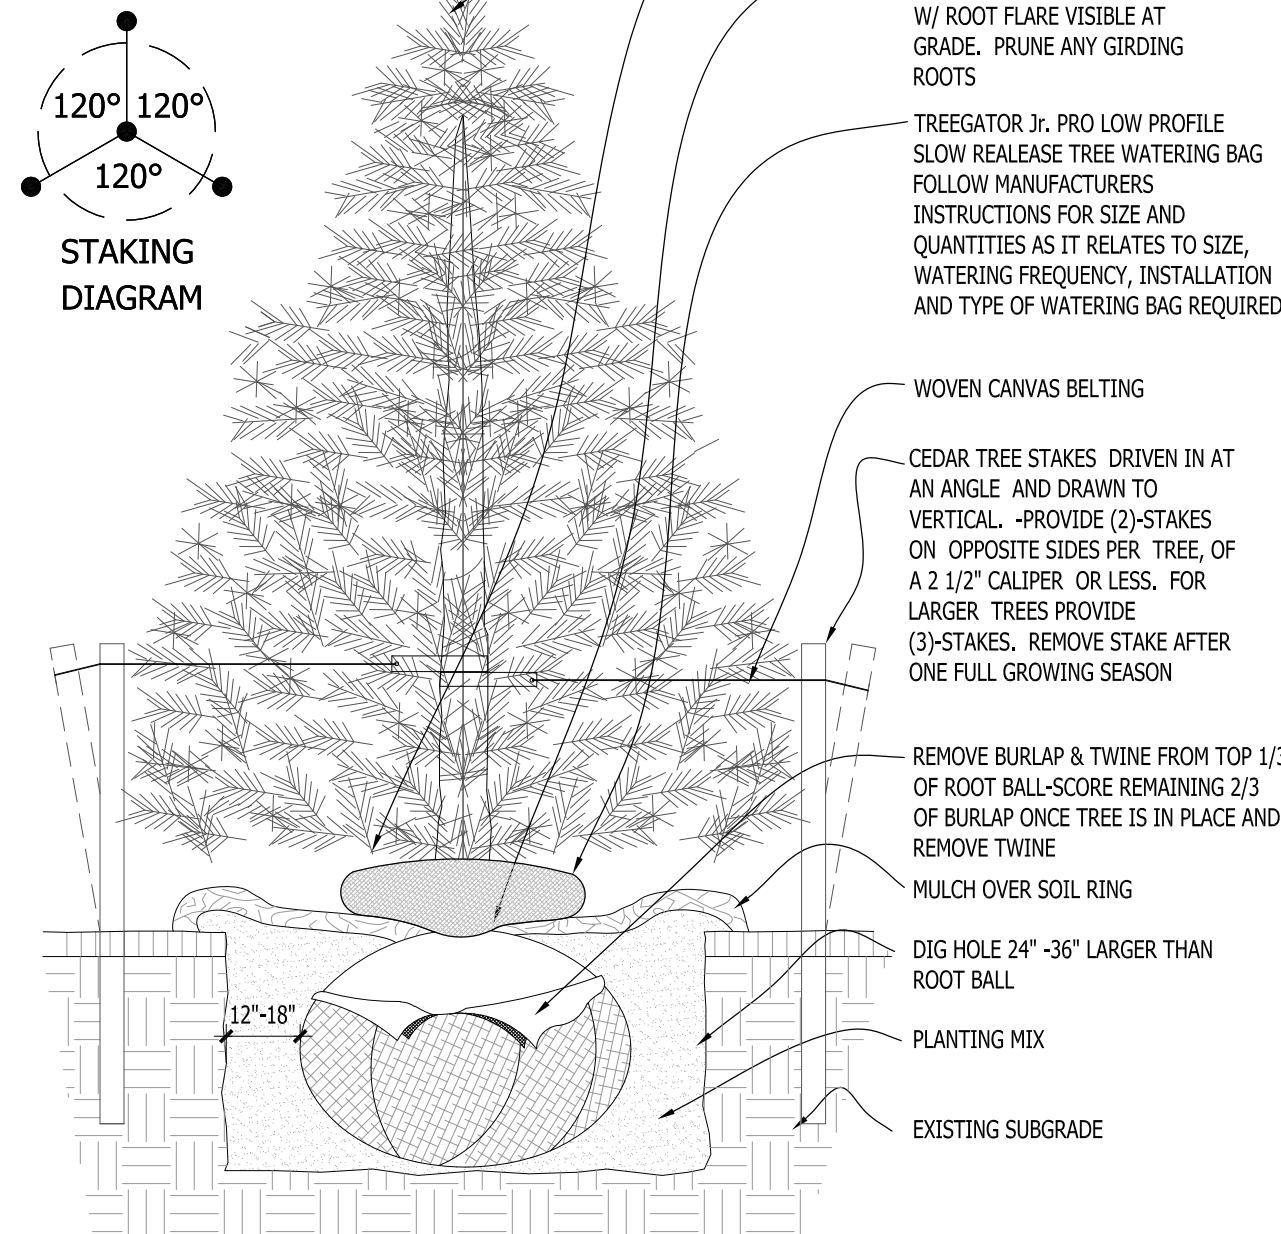 120° 120°
120°
STAKING
DIAGRAM
W/ ROOT FLARE VISIBLE AT
GRADE. PRUNE ANY GIRDING
ROOTS
TREEGATOR Jr. PRO LOW PROFILE
SLOW REALEASE TREE WATERING BAG
FOLLOW MANUFACTURERS
INSTRUCTIONS FOR SIZE AND
QUANTITIES AS IT RELATES TO SIZE,
WATERING FREQUENCY, INSTALLATION
AND TYPE OF WATERING BAG REQUIRED
WOVEN CANVAS BELTING
CEDAR TREE STAKES DRIVEN IN AT
AN ANGLE AND DRAWN TO
VERTICAL. -PROVIDE (2)-STAKES
ON OPPOSITE SIDES PER TREE, OF
A 2 1/2" CALIPER OR LESS. FOR
LARGER TREES PROVIDE
(3)-STAKES. REMOVE STAKE AFTER
ONE FULL GROWING SEASON
REMOVE BURLAP & TWINE FROM TOP 1/3
OF ROOT BALL-SCORE REMAINING 2/3
OF BURLAP ONCE TREE IS IN PLACE AND
REMOVE TWINE
MULCH OVER SOIL RING
DIG HOLE 24" -36" LARGER THAN
ROOT BALL
12"-18"
PLANTING MIX
EXISTING SUBGRADE